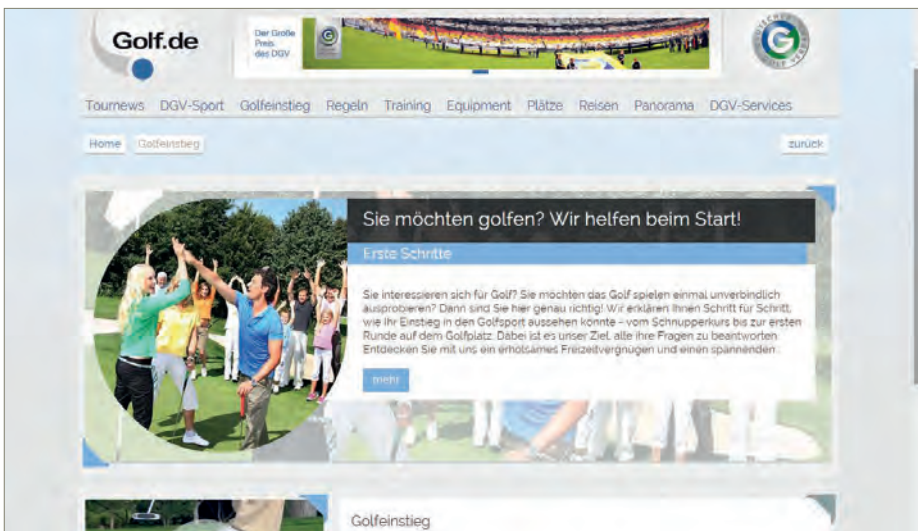 Golf.de
Der Große
Preis
des DGV
G
Tournews DGV-Sport Golfeinstieg Regeln Training Equipment Plätze Reisen Panorama DGV-Services
Home Golfeinstieg zurück
Sie möchten golfen? Wir helfen beim Start!
Erste Schritte
Sie interessieren sich für Golf? Sie möchten das Golf spielen einmal unverbindlich
ausprobieren? Dann sind Sie hier genau richtig! Wir erklären Ihnen Schritt für Schritt,
wie Ihr Einstieg in den Golfsport aussehen könnte - vom Schnupperkurs bis zur ersten
Runde auf dem Golfplatz. Dabei ist es unser Ziel, alle ihre Fragen zu beantworten.
Entdecken Sie mit uns ein erholsames Freizeitvergnügen und einen spannenden
mehr
Golfeinstieg